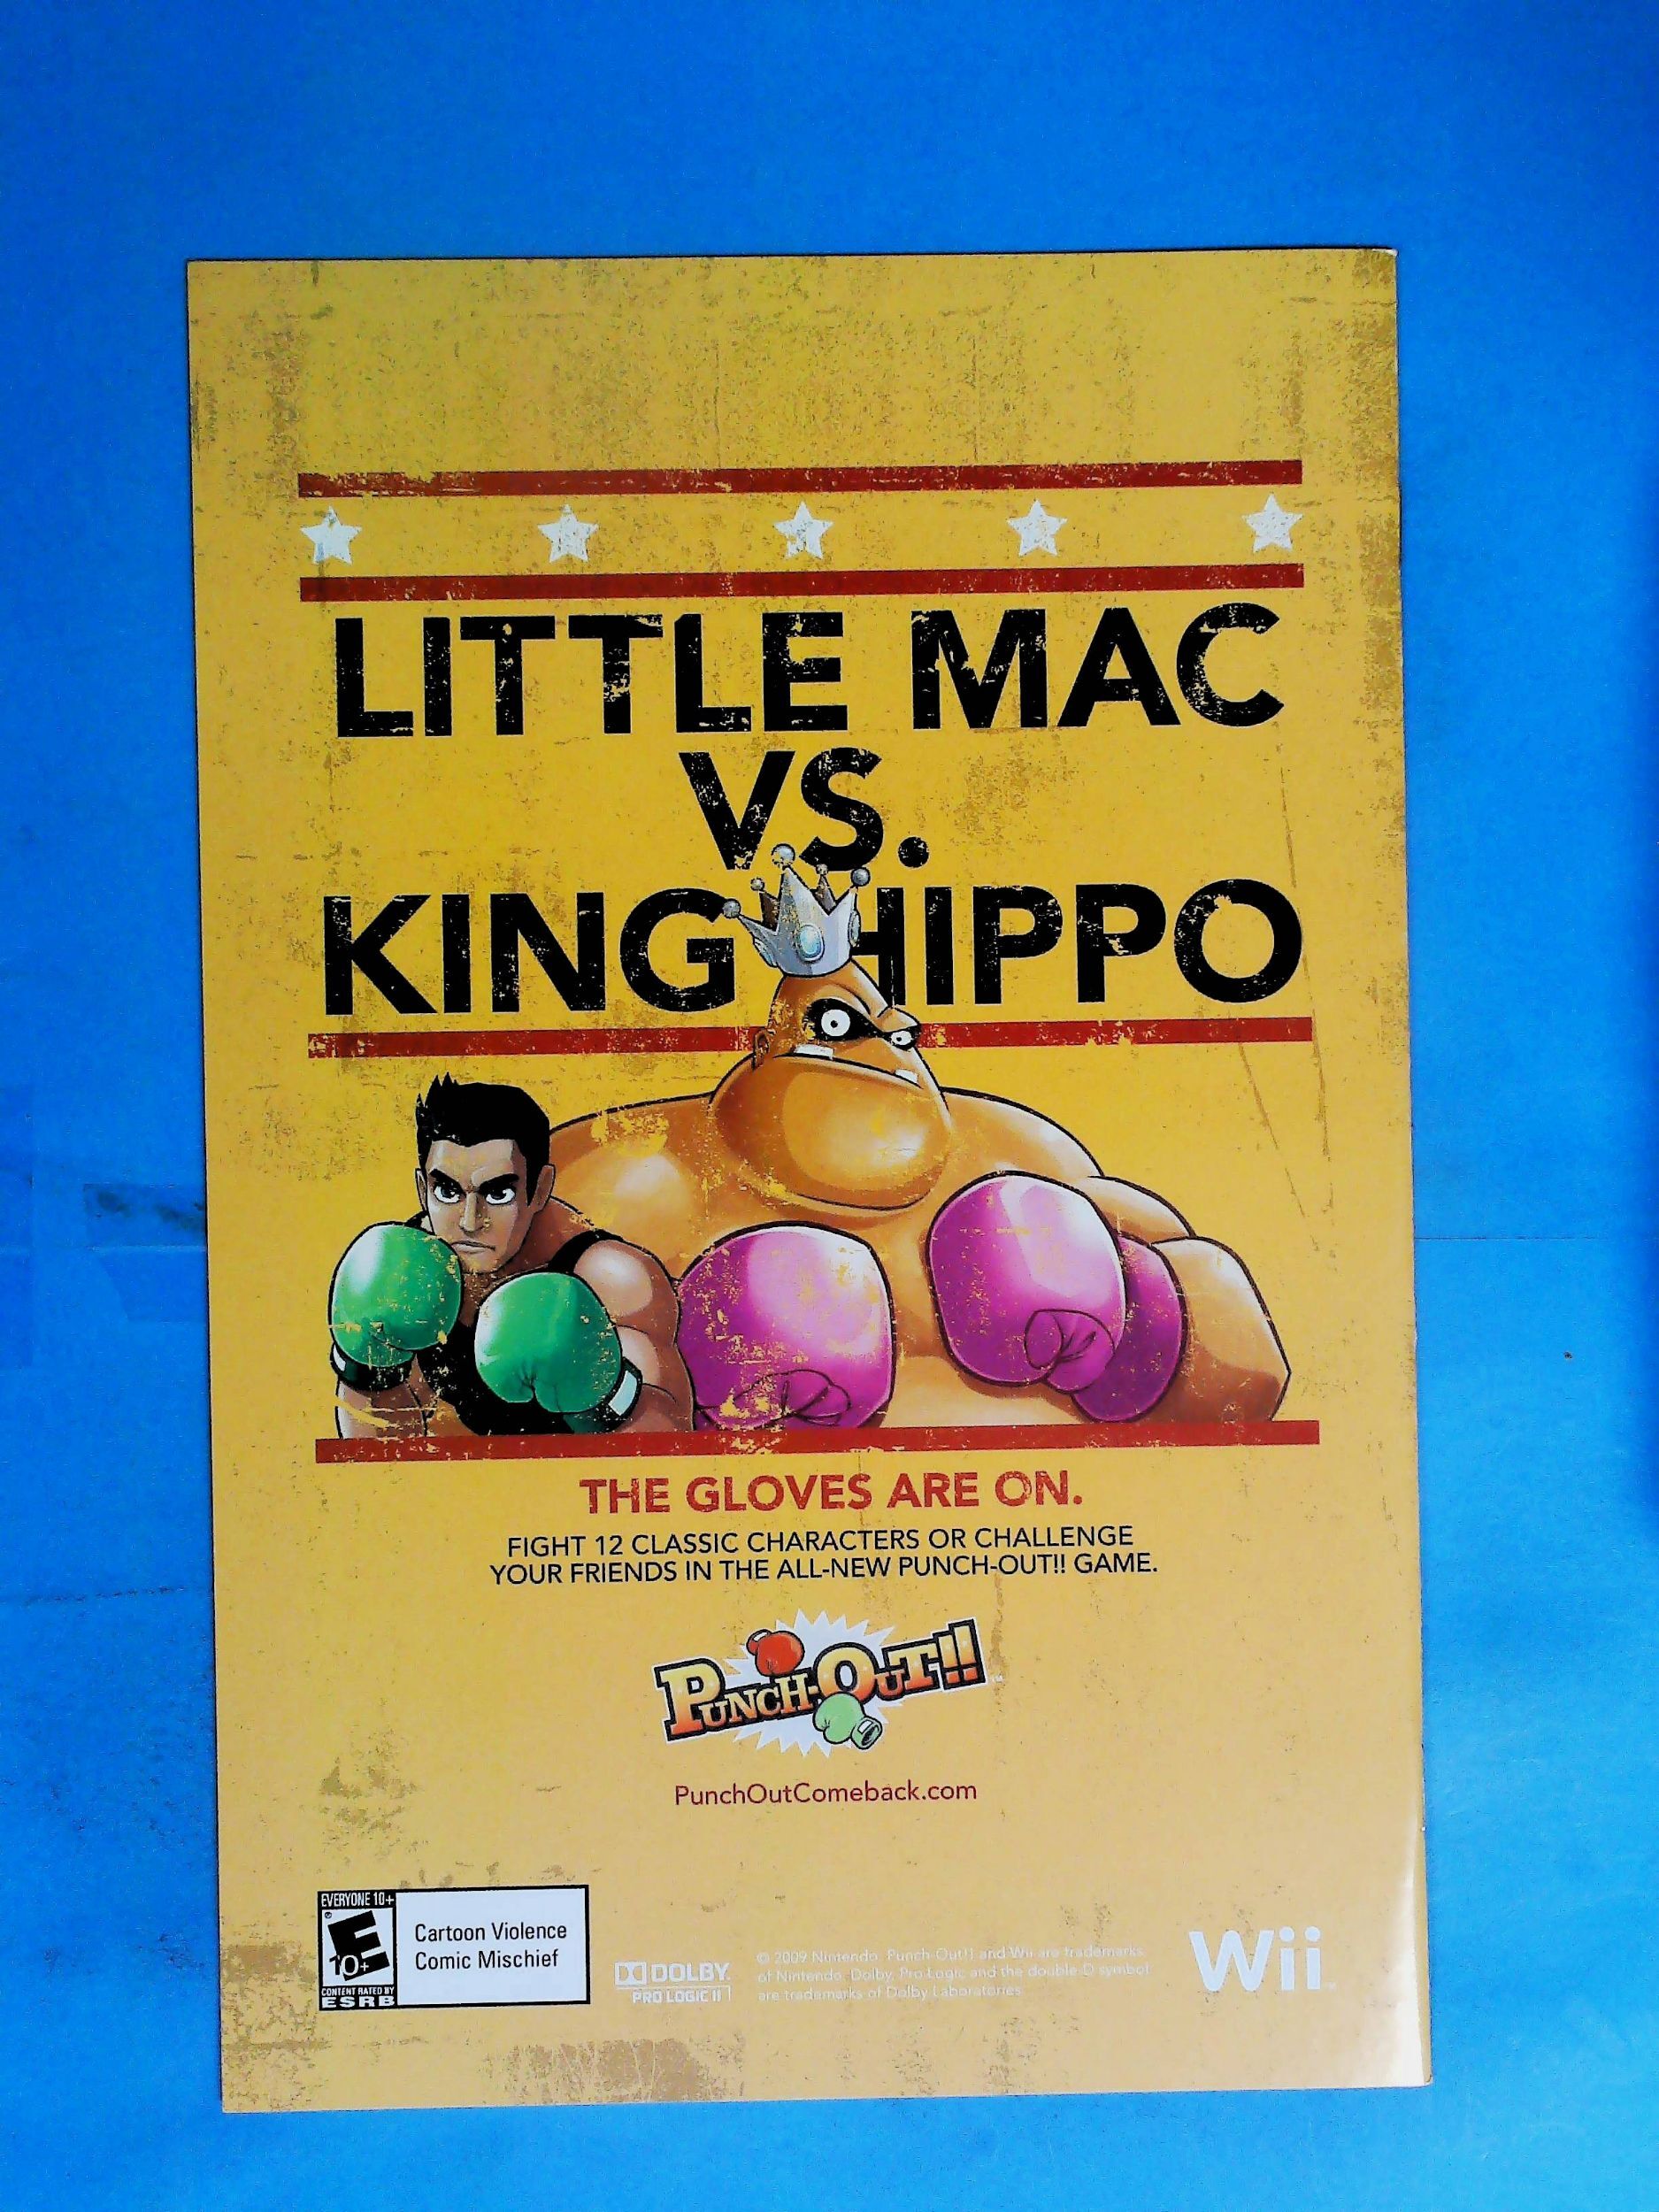 LITTLE MAC
VS.
KING HIPPO
THE GLOVES ARE ON.
FIGHT 12 CLASSIC CHARACTERS OR CHALLENGE
YOUR FRIENDS IN THE ALL-NEW PUNCH-OUT!! GAME.
PUNCH-OUT!!
PunchOutComeback.com
EVERYONE 10+
E
10+
CONTENT RATED BY
ESRB
Cartoon Violence
Comic Mischief
DOLBY
PRO LOGIC II
© 2009 Nintendo. Punch-Out!! and Wii are trademarks
of Nintendo. Dolby, Pro Logic and the double-D symbol
are trademarks of Dolby Laboratories.
Wii